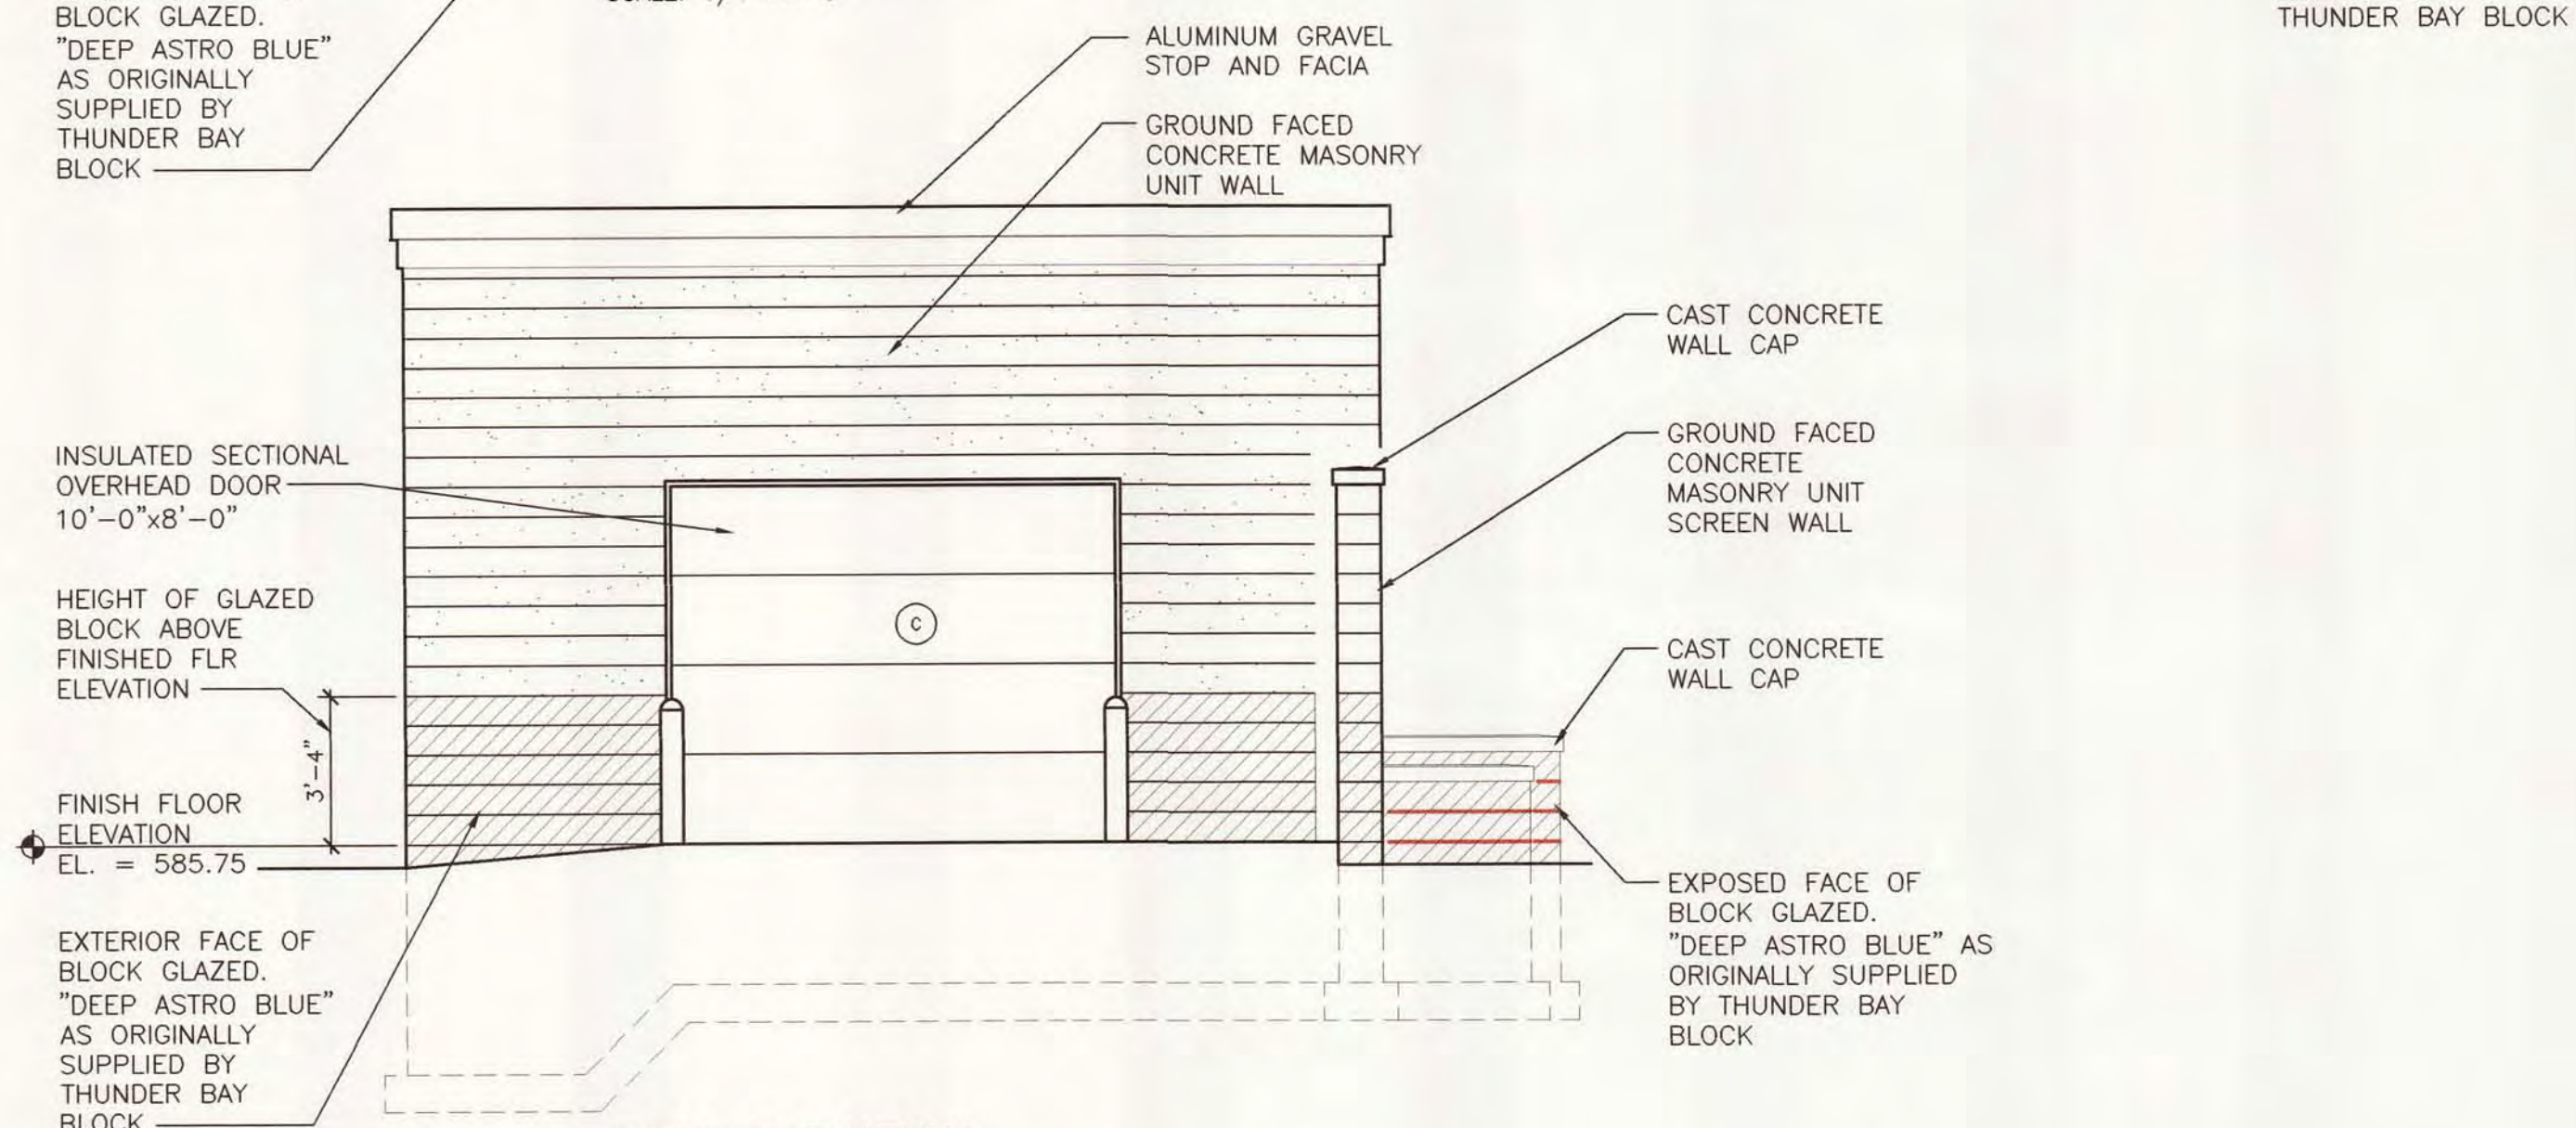 BLOCK GLAZED.
"DEEP ASTRO BLUE"
AS ORIGINALLY
SUPPLIED BY
THUNDER BAY
BLOCK
ALUMINUM GRAVEL
STOP AND FACIA
GROUND FACED
CONCRETE MASONRY
UNIT WALL
THUNDER BAY BLOCK
CAST CONCRETE
WALL CAP
GROUND FACED
CONCRETE
MASONRY UNIT
SCREEN WALL
INSULATED SECTIONAL
OVERHEAD DOOR
10'-0"x8'-0"
HEIGHT OF GLAZED
BLOCK ABOVE
FINISHED FLR
ELEVATION
C
CAST CONCRETE
WALL CAP
3'-4"
FINISH FLOOR
ELEVATION
EL. = 585.75
EXPOSED FACE OF
BLOCK GLAZED.
"DEEP ASTRO BLUE" AS
ORIGINALLY SUPPLIED
BY THUNDER BAY
BLOCK
EXTERIOR FACE OF
BLOCK GLAZED.
"DEEP ASTRO BLUE"
AS ORIGINALLY
SUPPLIED BY
THUNDER BAY
BLOCK